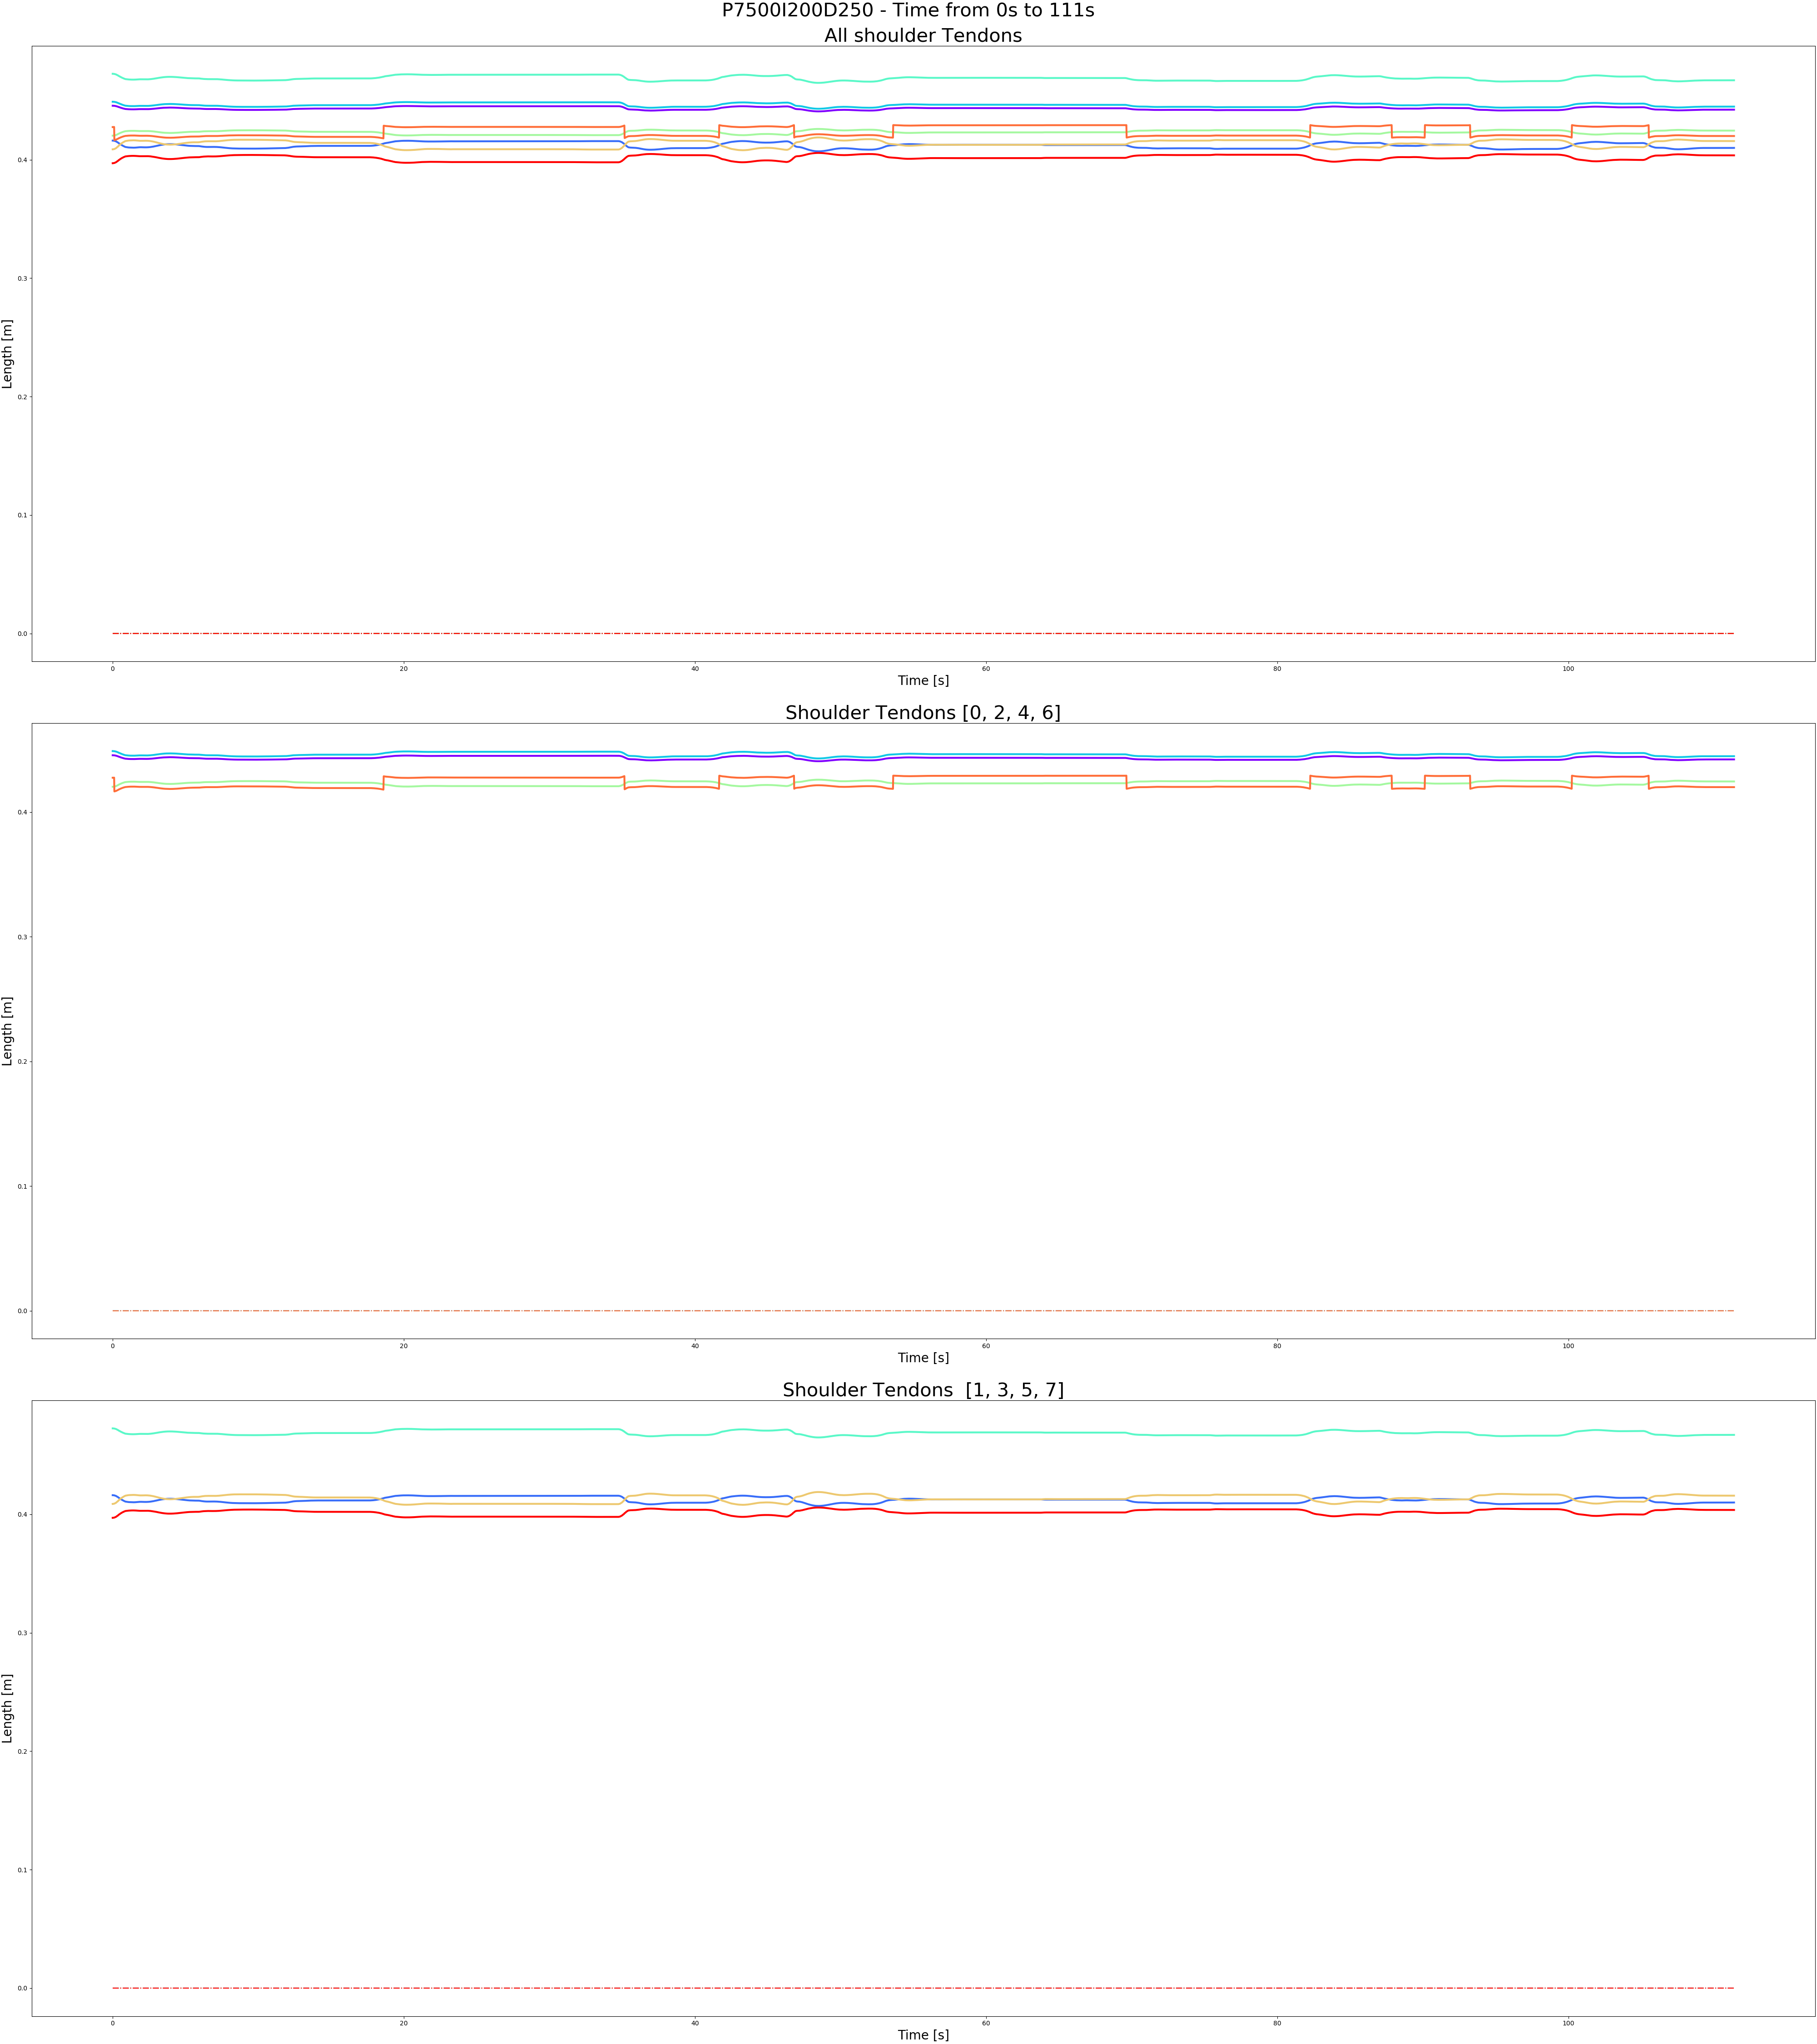 P7500I200D250 - Time from 0s to 111s
All shoulder Tendons
Length [m]
0.4
0.3
0.2
0.1
0.0
0 20 40 60 80 100
Time [s]
Shoulder Tendons [0, 2, 4, 6]
Length [m]
0.4
0.3
0.2
0.1
0.0
0 20 40 60 80 100
Time [s]
Shoulder Tendons  [1, 3, 5, 7]
Length [m]
0.4
0.3
0.2
0.1
0.0
0 20 40 60 80 100
Time [s]